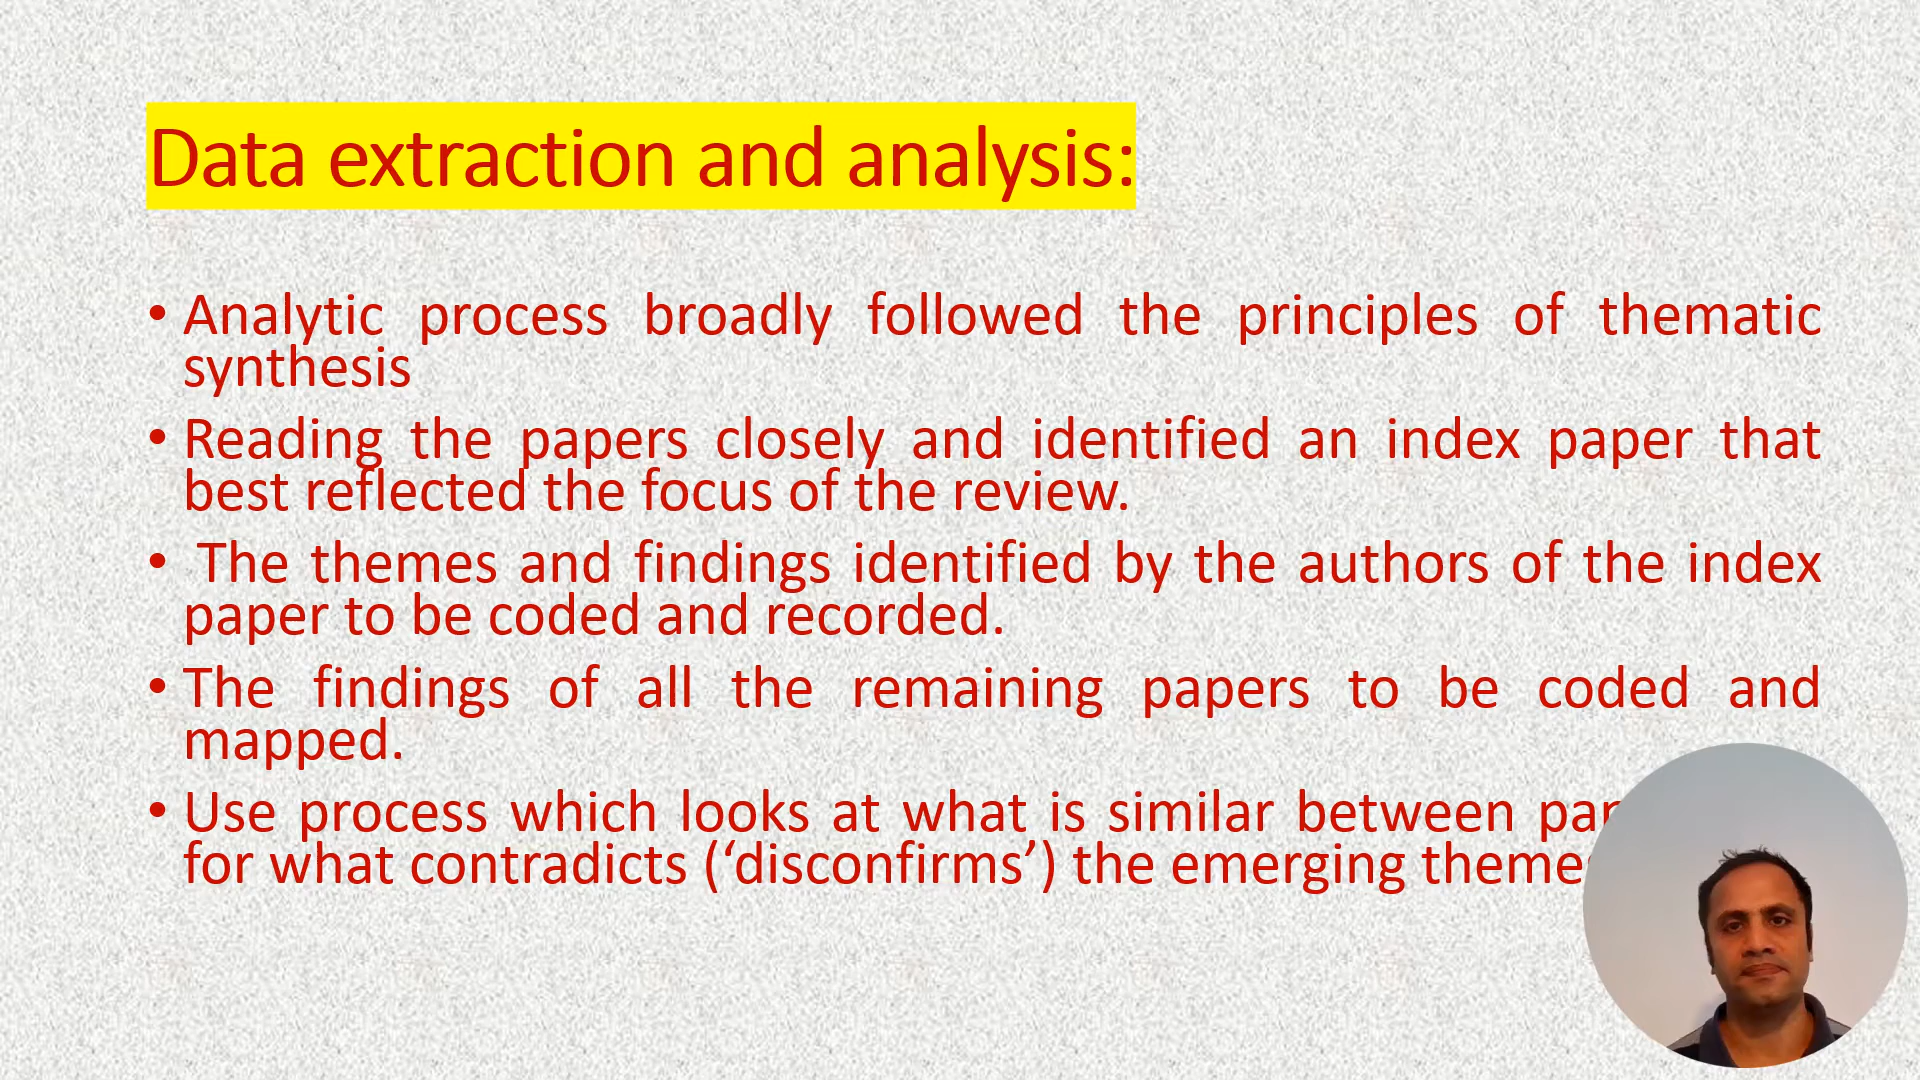 Data extraction and analysis:
• Analytic process broadly followed the principles of thematic
synthesis
• Reading the papers closely and identified an index paper that
best reflected the focus of the review.
• The themes and findings identified by the authors of the index
paper to be coded and recorded.
• The findings of all the remaining papers to be coded and
mapped.
• Use process which looks at what is similar between
for what contradicts (‘disconfirms’) the emerging themes